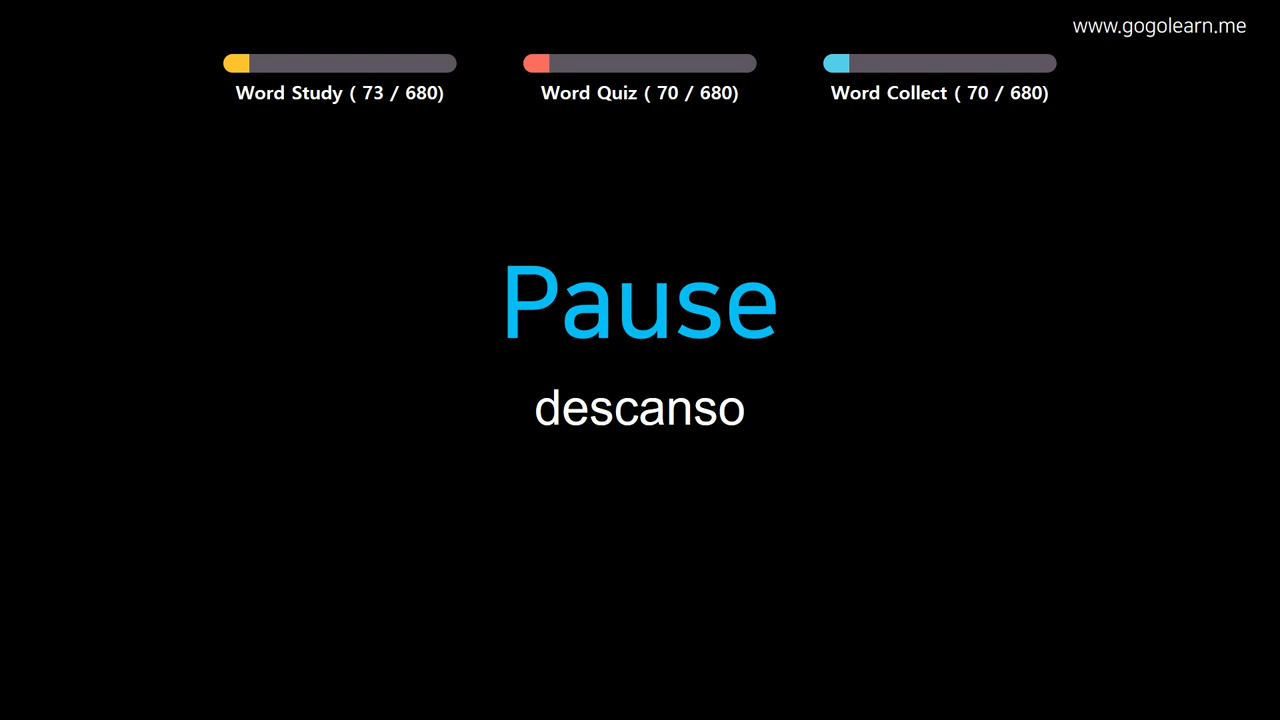 www.gogolearn.me
Word Study ( 73 / 680)
Word Quiz ( 70 / 680)
Word Collect ( 70 / 680)
Pause
descanso